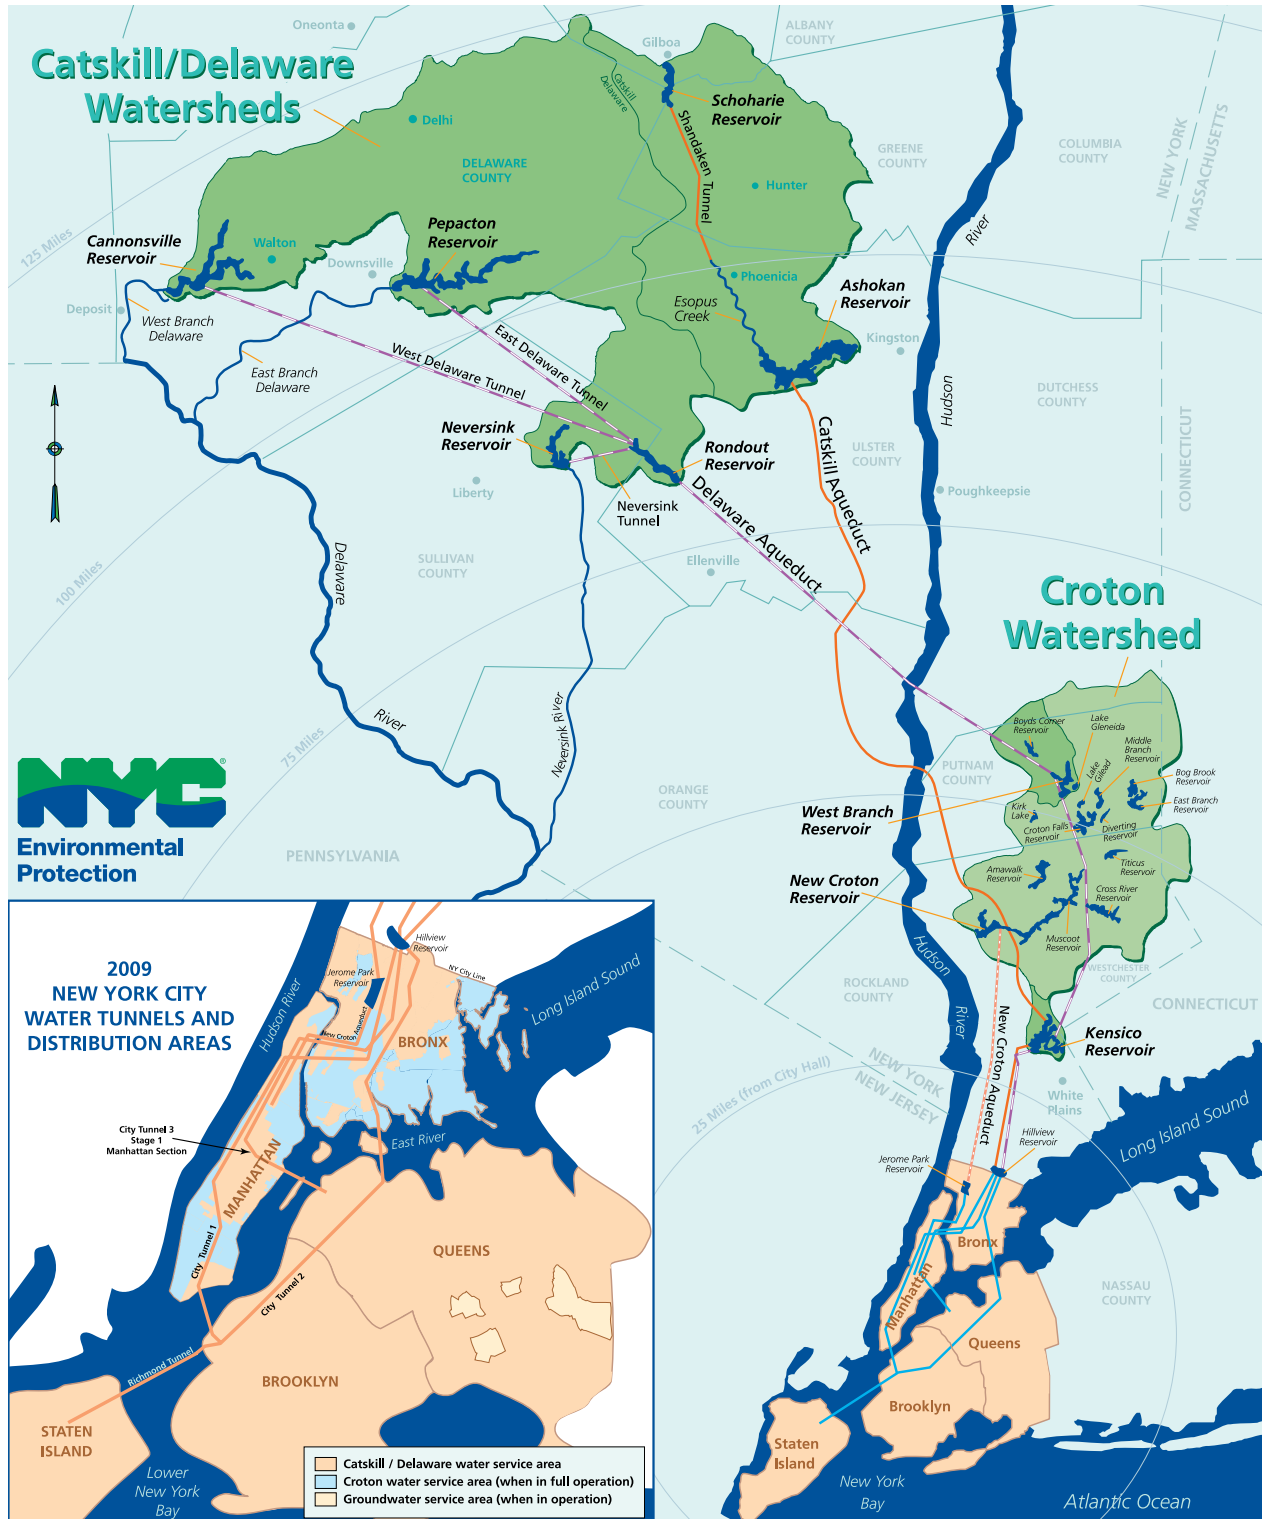 Oneonta
ALBANY
COUNTY
Gilboa
Catskill/Delaware
Watersheds
Catskill
Delaware
Schoharie
Reservoir
Delhi
Shandaken Tunnel
DELAWARE
COUNTY
GREENE
COUNTY
COLUMBIA
COUNTY
NEW YORK
MASSACHUSETTS
Hunter
125 Miles
Cannonsville
Reservoir
Walton
Pepacton
Reservoir
Downsville
River
Phoenicia
Ashokan
Reservoir
Deposit
West Branch
Delaware
Esopus
Creek
Kingston
East Branch
Delaware
West Delaware Tunnel
East Delaware Tunnel
Hudson
DUTCHESS
COUNTY
CONNECTICUT
Neversink
Reservoir
Rondout
Reservoir
Catskill Aqueduct
ULSTER
COUNTY
Liberty
Neversink
Tunnel
Delaware Aqueduct
Poughkeepsie
Delaware
SULLIVAN
COUNTY
Ellenville
100 Miles
Croton
Watershed
River
Neversink River
75 Miles
Boyds Corner
Reservoir
Lake
Gleneida
Middle
Branch
Reservoir
Lake
Gilead
Bog Brook
Reservoir
East Branch
Reservoir
PUTNAM
COUNTY
ORANGE
COUNTY
NYC
®
Environmental
Protection
West Branch
Reservoir
Kirk
Lake
Croton Falls
Reservoir
Diverting
Reservoir
PENNSYLVANIA
Titicus
Reservoir
Amawalk
Reservoir
New Croton
Reservoir
Cross River
Reservoir
Muscoot
Reservoir
Hudson
River
WESTCHESTER
COUNTY
ROCKLAND
COUNTY
CONNECTICUT
New Croton Aqueduct
Kensico
Reservoir
NEW YORK
NEW JERSEY
25 Miles (from City Hall)
White
Plains
Hillview
Reservoir
Jerome Park
Reservoir
Long Island Sound
Bronx
Manhattan
NASSAU
COUNTY
Queens
Brooklyn
Staten
Island
New York
Bay
Atlantic Ocean
2009
NEW YORK CITY
WATER TUNNELS AND
DISTRIBUTION AREAS
Hudson River
Hillview
Reservoir
Jerome Park
Reservoir
NY City Line
Long Island Sound
New Croton Aqueduct
BRONX
City Tunnel 3
Stage 1
Manhattan Section
East River
MANHATTAN
City Tunnel 1
QUEENS
City Tunnel 2
Richmond Tunnel
BROOKLYN
STATEN
ISLAND
Lower
New York
Bay
Catskill / Delaware water service area
Croton water service area (when in full operation)
Groundwater service area (when in operation)